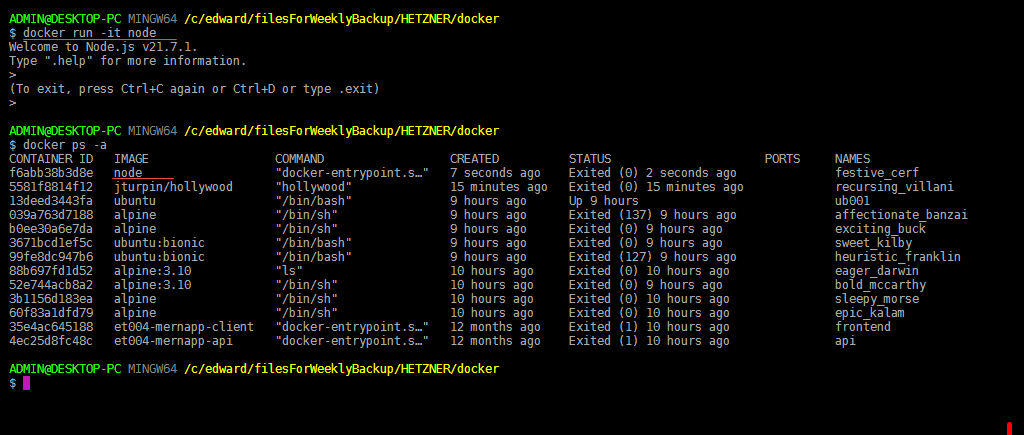 ADMIN@DESKTOP-PC MINGW64 /c/edward/filesForWeeklyBackup/HETZNER/docker
$ docker run -it node
Welcome to Node.js v21.7.1.
Type ".help" for more information.
>
(To exit, press Ctrl+C again or Ctrl+D or type .exit)
>
ADMIN@DESKTOP-PC MINGW64 /c/edward/filesForWeeklyBackup/HETZNER/docker
$ docker ps -a
CONTAINER ID   IMAGE                  COMMAND                  CREATED          STATUS                      PORTS     NAMES
f6abb38b3d8e   node                   "docker-entrypoint.s…"   7 seconds ago    Exited (0) 2 seconds ago              festive_cerf
5581f8814f12   jturpin/hollywood      "hollywood"              15 minutes ago   Exited (0) 15 minutes ago             recursing_villani
13deed3443fa   ubuntu                 "/bin/bash"              9 hours ago      Up 9 hours                            ub001
039a763d7188   alpine                 "/bin/sh"                9 hours ago      Exited (137) 9 hours ago              affectionate_banzai
b0ee30a6e7da   alpine                 "/bin/sh"                9 hours ago      Exited (0) 9 hours ago                exciting_buck
3671bcd1ef5c   ubuntu:bionic          "/bin/bash"              9 hours ago      Exited (0) 9 hours ago                sweet_kilby
99fe8dc947b6   ubuntu:bionic          "/bin/bash"              9 hours ago      Exited (127) 9 hours ago              heuristic_franklin
88b697fd1d52   alpine:3.10            "ls"                     10 hours ago     Exited (0) 10 hours ago               eager_darwin
52e744acb8a2   alpine:3.10            "/bin/sh"                10 hours ago     Exited (0) 9 hours ago                bold_mccarthy
3b1156d183ea   alpine                 "/bin/sh"                10 hours ago     Exited (0) 10 hours ago               sleepy_morse
60f83a1dfd79   alpine                 "/bin/sh"                10 hours ago     Exited (0) 10 hours ago               epic_kalam
35e4ac645188   et004-mernapp-client   "docker-entrypoint.s…"   12 months ago    Exited (1) 10 hours ago               frontend
4ec25d8fc48c   et004-mernapp-api      "docker-entrypoint.s…"   12 months ago    Exited (1) 10 hours ago               api
ADMIN@DESKTOP-PC MINGW64 /c/edward/filesForWeeklyBackup/HETZNER/docker
$